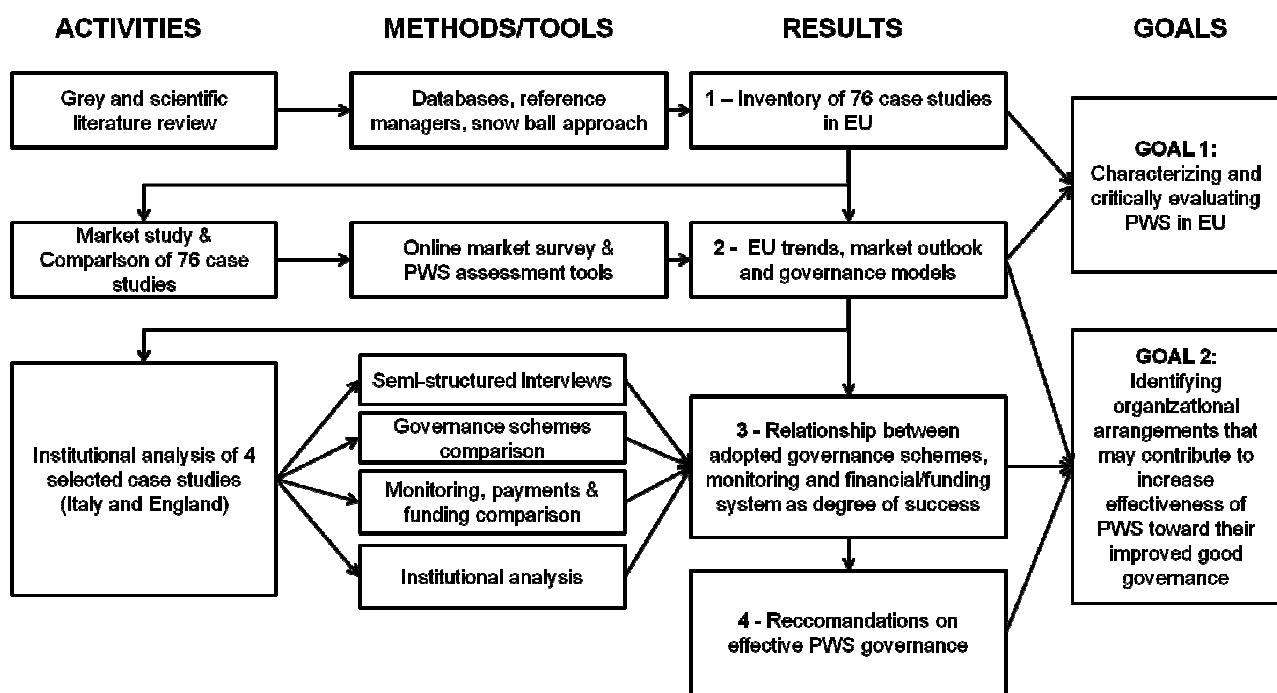 ACTIVITIES
METHODS/TOOLS
RESULTS
GOALS
Grey and scientific
literature review
Databases, reference
managers, snow ball approach
1 – Inventory of 76 case studies
in EU
GOAL 1:
Characterizing and
critically evaluating
PWS in EU
Market study &
Comparison of 76 case
studies
Online market survey &
PWS assessment tools
2 - EU trends, market outlook
and governance models
Institutional analysis of 4
selected case studies
(Italy and England)
Semi-structured Interviews
Governance schemes
comparison
Monitoring, payments &
funding comparison
Institutional analysis
3 - Relationship between
adopted governance schemes,
monitoring and financial/funding
system as degree of success
4 - Reccomandations on
effective PWS governance
GOAL 2:
Identifying
organizational
arrangements that
may contribute to
increase
effectiveness of
PWS toward their
improved good
governance